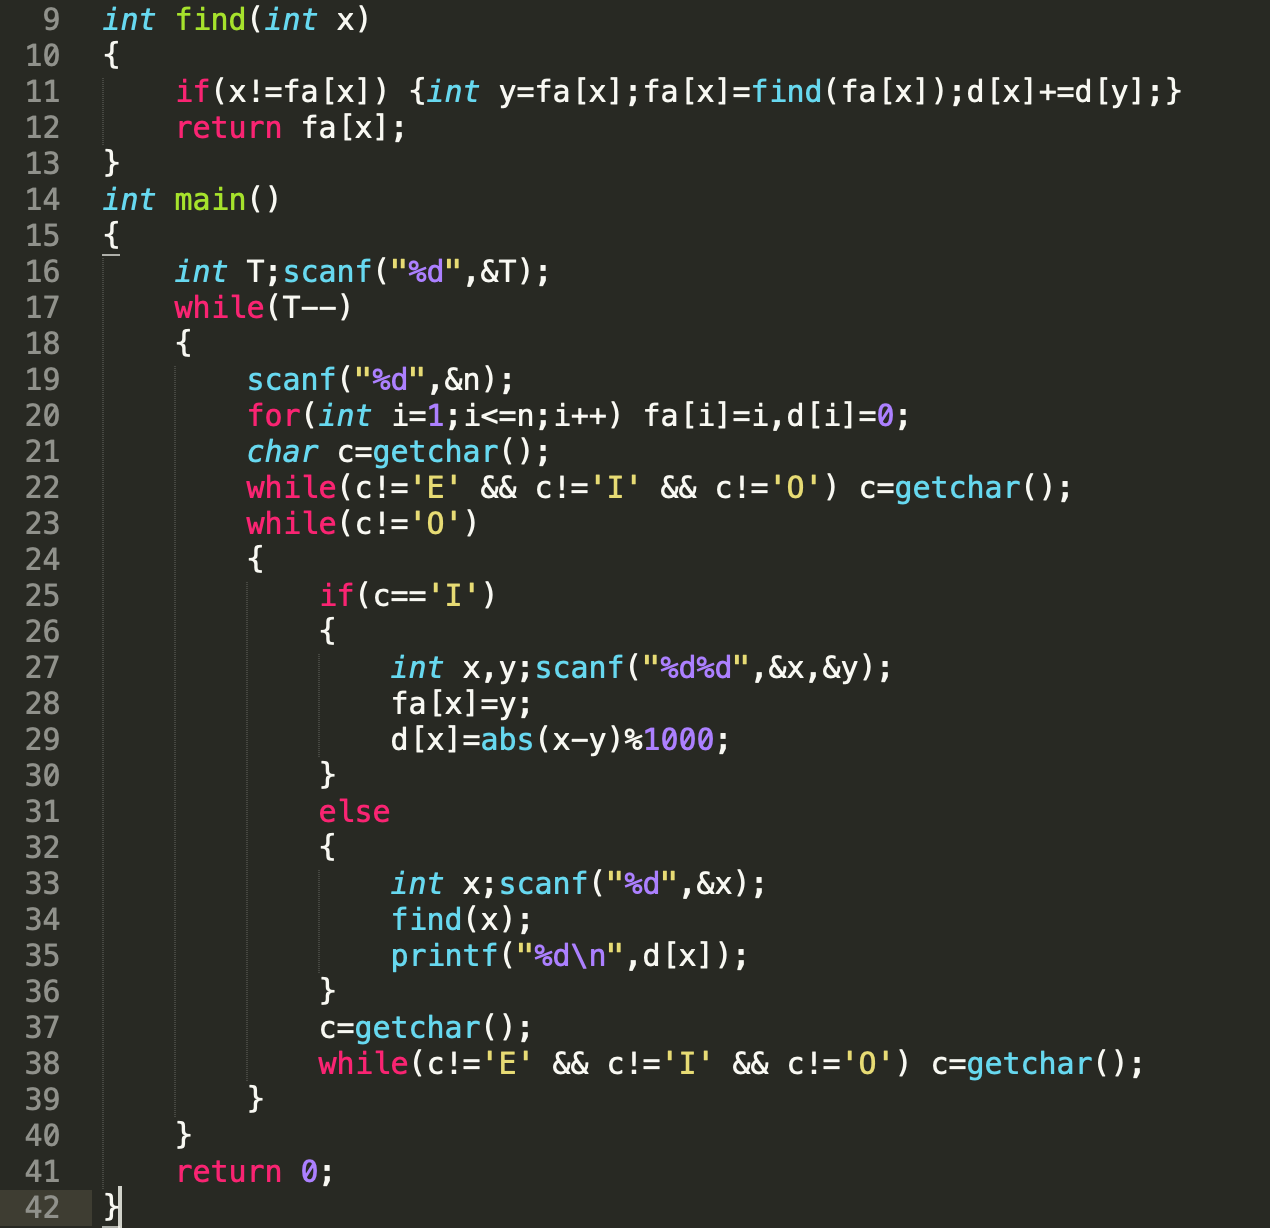 9 int find(int x)
10 {
11 if(x!=fa[x]) {int y=fa[x];fa[x]=find(fa[x]);d[x]+=d[y];}
12 return fa[x];
13 }
14 int main()
15 {
16 int T;scanf("%d",&T);
17 while(T--)
18 {
19 scanf("%d",&n);
20 for(int i=1;i<=n;i++) fa[i]=i,d[i]=0;
21 char c=getchar();
22 while(c!='E' && c!='I' && c!='O') c=getchar();
23 while(c!='O')
24 {
25 if(c=='I')
26 {
27 int x,y;scanf("%d%d",&x,&y);
28 fa[x]=y;
29 d[x]=abs(x-y)%1000;
30 }
31 else
32 {
33 int x;scanf("%d",&x);
34 find(x);
35 printf("%d\n",d[x]);
36 }
37 c=getchar();
38 while(c!='E' && c!='I' && c!='O') c=getchar();
39 }
40 }
41 return 0;
42 }